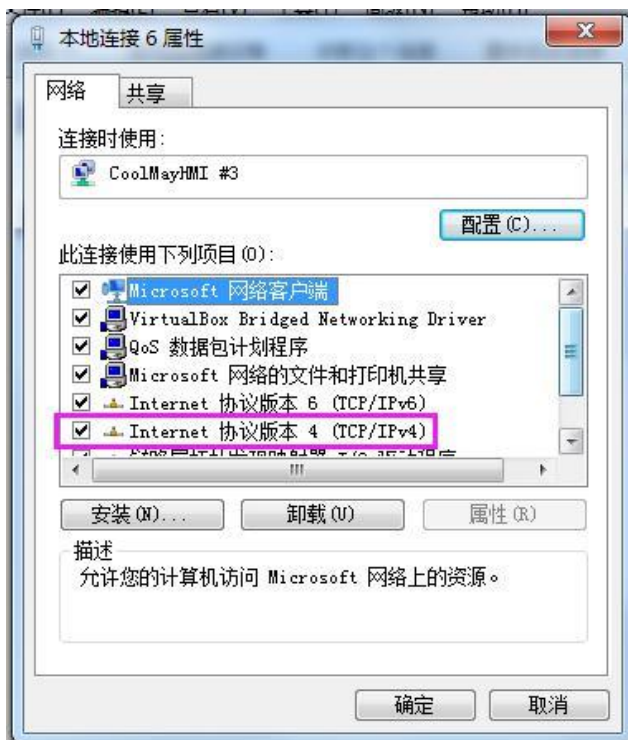 本地连接 6 属性
网络
共享
连接时使用:
CoolMayHMI #3
配置(C)...
此连接使用下列项目(O):
Microsoft 网络客户端
VirtualBox Bridged Networking Driver
QoS 数据包计划程序
Microsoft 网络的文件和打印机共享
Internet 协议版本 6 (TCP/IPv6)
Internet 协议版本 4 (TCP/IPv4)
安装(N)...
卸载(U)
属性(R)
描述
允许您的计算机访问 Microsoft 网络上的资源。
确定
取消